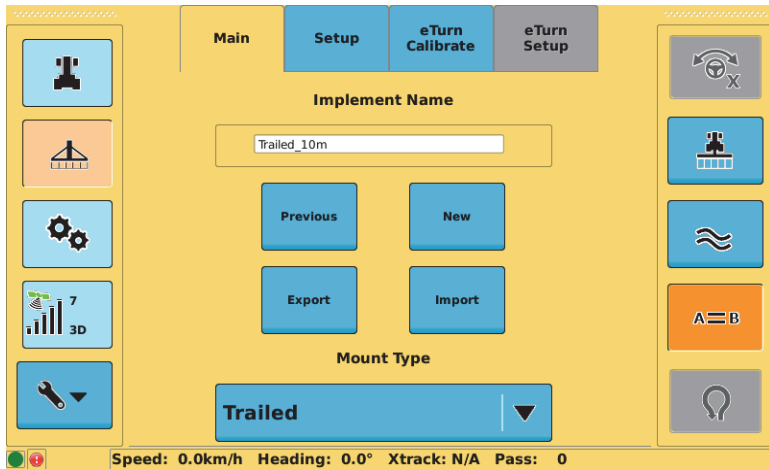 Main
Setup
eTurn
Calibrate
eTurn
Setup
Implement Name
Trailed_10m
Previous
New
Export
Import
Mount Type
Trailed
7
3D
X
A=B
Speed: 0.0km/h Heading: 0.0° Xtrack: N/A Pass: 0